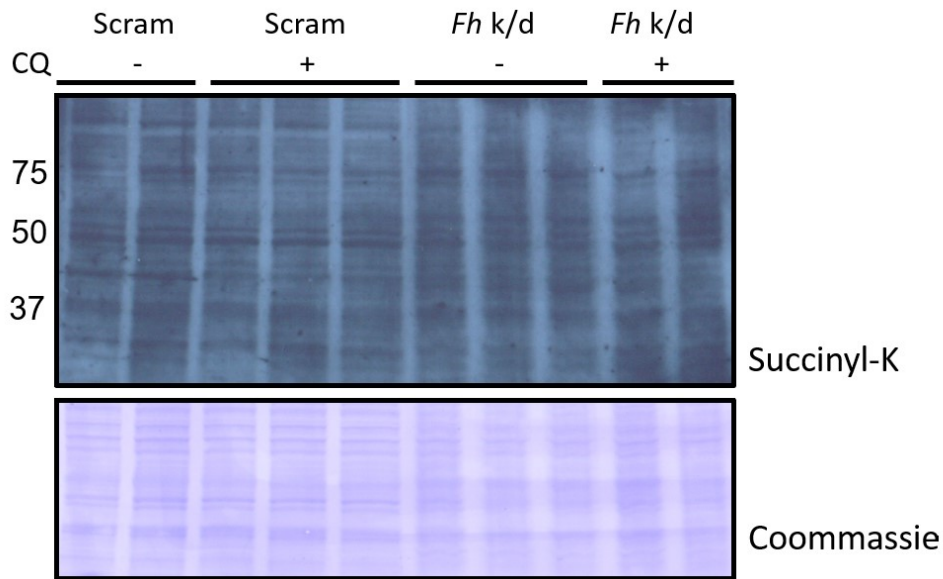 Scram Scram Fh k/d Fh k/d
CQ - + - +
75
50
37
Succinyl-K
Coommassie